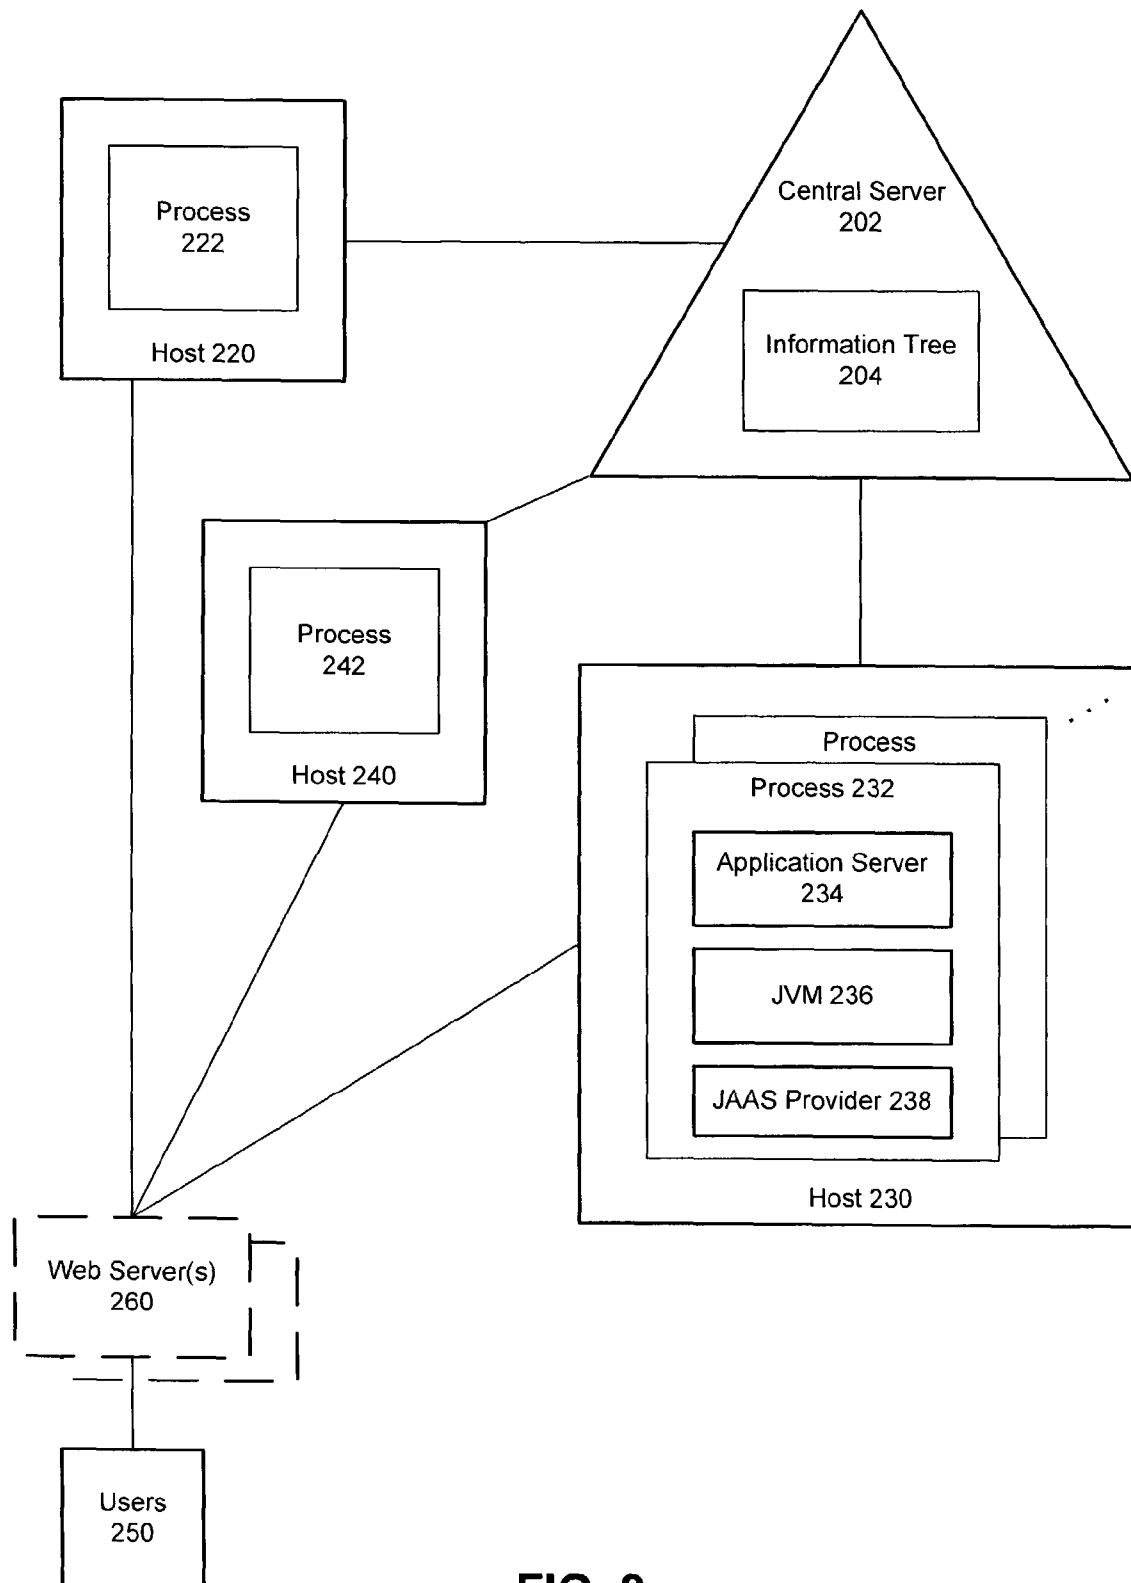 Central Server
202
Process
222
Information Tree
204
Host 220
Process
242
Host 240
Process
Process 232
Application Server
234
JVM 236
JAAS Provider 238
Host 230
Web Server(s)
260
Users
250